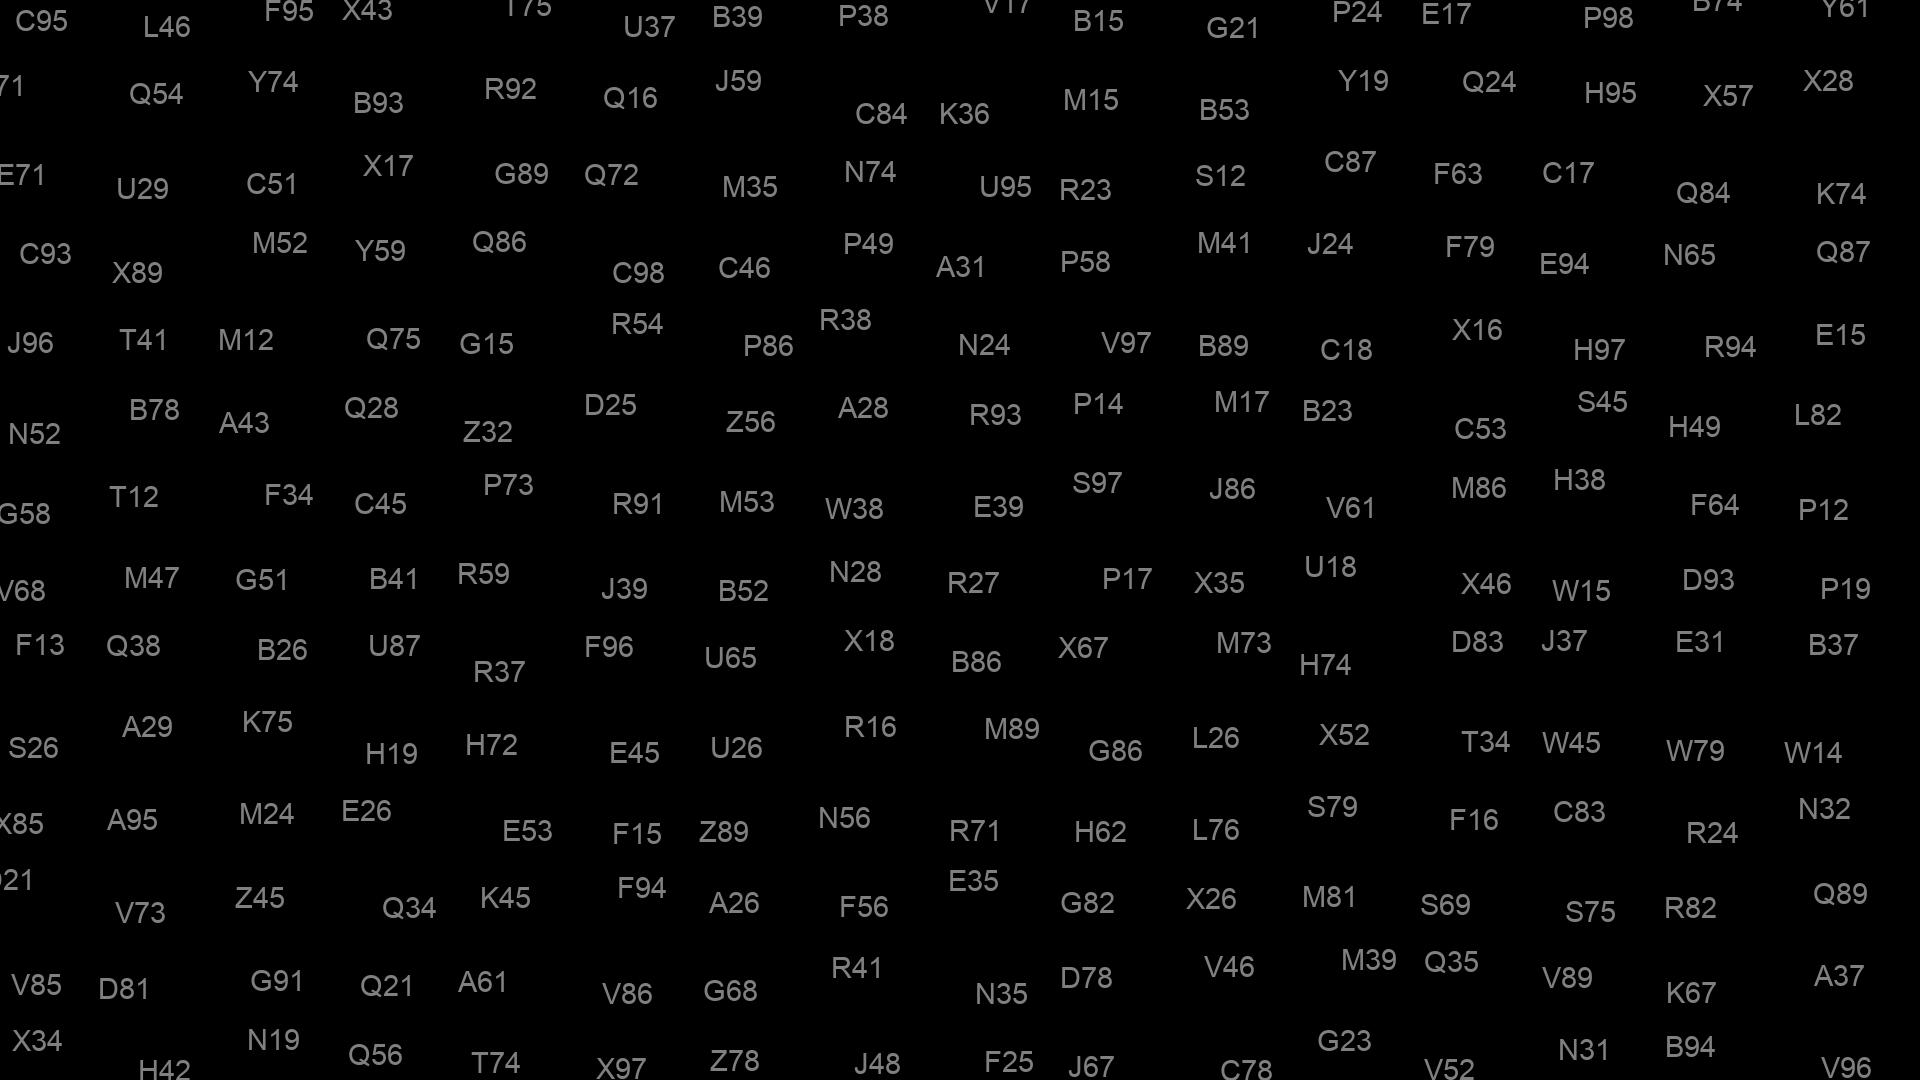 C95 L46 F95 X43 T75 U37 B39 P38 V17 B15 G21 P24 E17 P98 B74 Y61
71 Q54 Y74 B93 R92 Q16 J59 C84 K36 M15 B53 Y19 Q24 H95 X57 X28
E71 U29 C51 X17 G89 Q72 M35 N74 U95 R23 S12 C87 F63 C17 Q84 K74
C93 X89 M52 Y59 Q86 C98 C46 P49 A31 P58 M41 J24 F79 E94 N65 Q87
J96 T41 M12 Q75 G15 R54 P86 R38 N24 V97 B89 C18 X16 H97 R94 E15
N52 B78 A43 Q28 Z32 D25 Z56 A28 R93 P14 M17 B23 C53 S45 H49 L82
G58 T12 F34 C45 P73 R91 M53 W38 E39 S97 J86 V61 M86 H38 F64 P12
V68 M47 G51 B41 R59 J39 B52 N28 R27 P17 X35 U18 X46 W15 D93 P19
F13 Q38 B26 U87 R37 F96 U65 X18 B86 X67 M73 H74 D83 J37 E31 B37
S26 A29 K75 H19 H72 E45 U26 R16 M89 G86 L26 X52 T34 W45 W79 W14
X85 A95 M24 E26 E53 F15 Z89 N56 R71 H62 L76 S79 F16 C83 R24 N32
21 V73 Z45 Q34 K45 F94 A26 F56 E35 G82 X26 M81 S69 S75 R82 Q89
V85 D81 G91 Q21 A61 V86 G68 R41 N35 D78 V46 M39 Q35 V89 K67 A37
X34 H42 N19 Q56 T74 X97 Z78 J48 F25 J67 C78 G23 V52 N31 B94 V96